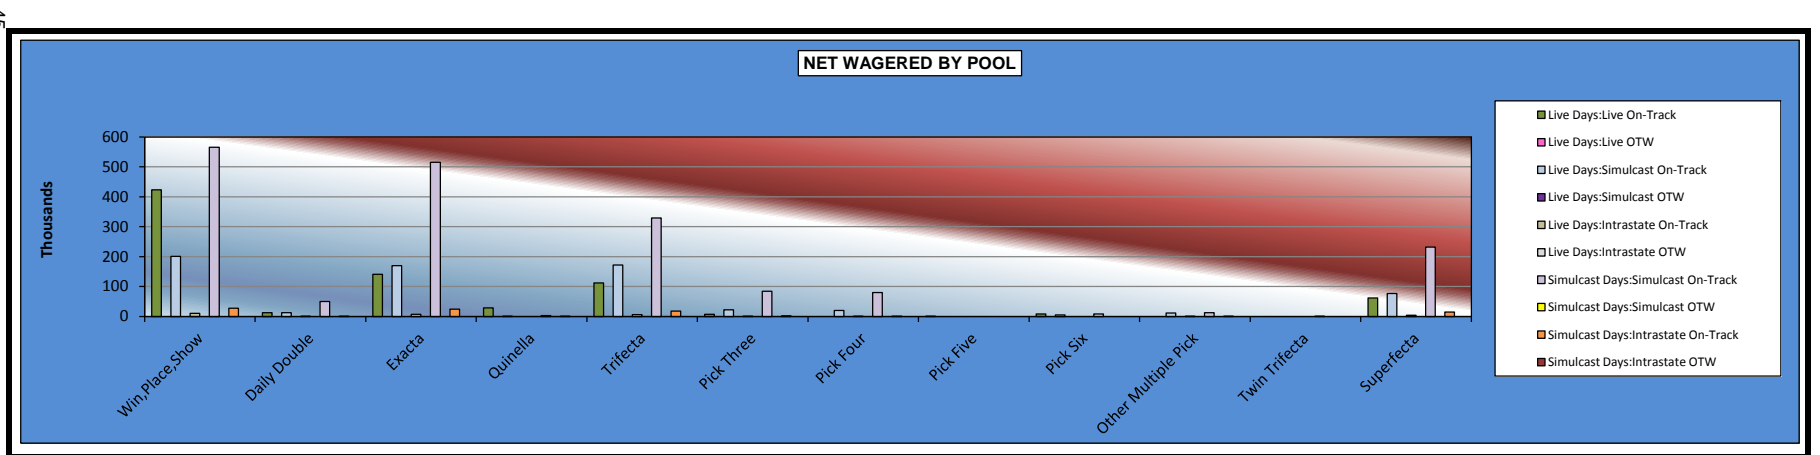 45
NET WAGERED BY POOL
Thousands
600
500
400
300
200
100
0
Win,Place,Show
Daily Double
Exacta
Quinella
Trifecta
Pick Three
Pick Four
Pick Five
Pick Six
Other Multiple Pick
Twin Trifecta
Superfecta
Live Days:Live On-Track
Live Days:Live OTW
Live Days:Simulcast On-Track
Live Days:Simulcast OTW
Live Days:Intrastate On-Track
Live Days:Intrastate OTW
Simulcast Days:Simulcast On-Track
Simulcast Days:Simulcast OTW
Simulcast Days:Intrastate On-Track
Simulcast Days:Intrastate OTW